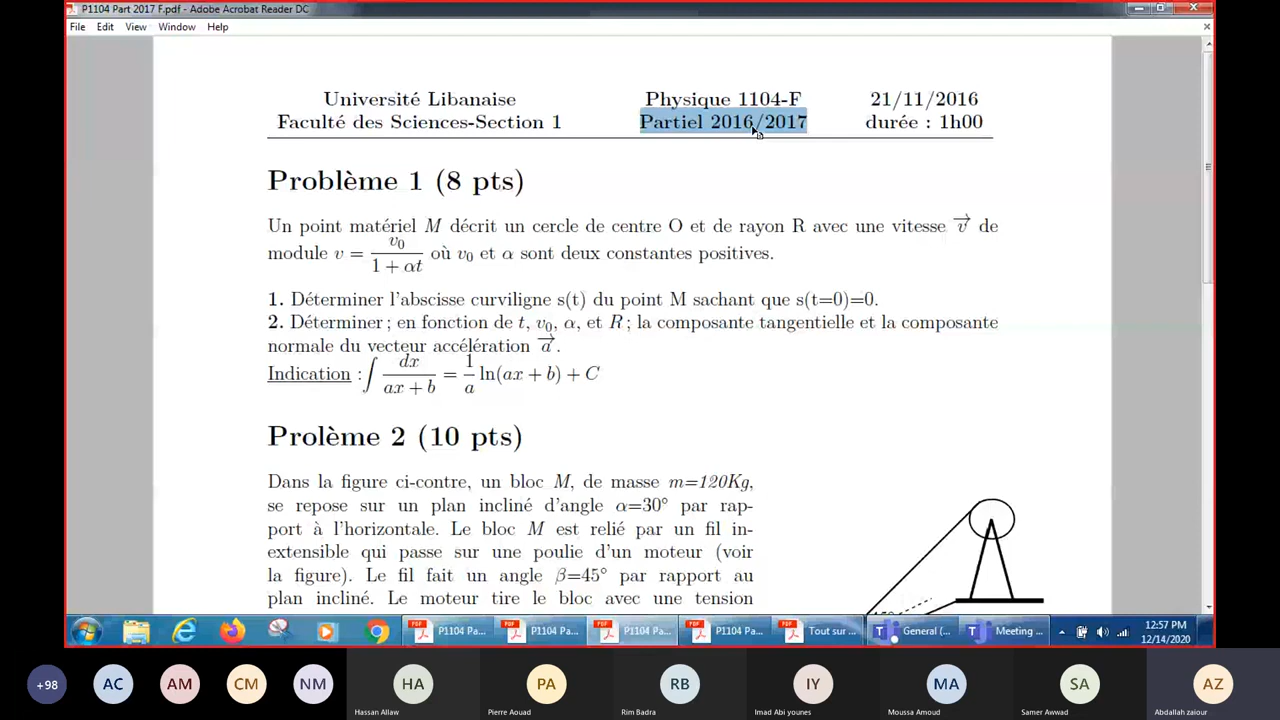 P1104 Part 2017 F.pdf - Adobe Acrobat Reader DC
File Edit View Window Help
Université Libanaise Physique 1104-F 21/11/2016
Faculté des Sciences-Section 1 Partiel 2016/2017 durée : 1h00
Problème 1 (8 pts)
Un point matériel M décrit un cercle de centre O et de rayon R avec une vitesse \overrightarrow{v} de
module v = \frac{v_0}{1 + αt} où v₀ et α sont deux constantes positives.
1. Déterminer l'abscisse curviligne s(t) du point M sachant que s(t=0)=0.
2. Déterminer ; en fonction de t, v₀, α, et R ; la composante tangentielle et la composante
normale du vecteur accélération \overrightarrow{a}.
Indication : ∫ \frac{dx}{ax + b} = \frac{1}{a} ln(ax + b) + C
Prolème 2 (10 pts)
Dans la figure ci-contre, un bloc M, de masse m=120Kg,
se repose sur un plan incliné d'angle α=30° par rap-
port à l'horizontale. Le bloc M est relié par un fil in-
extensible qui passe sur une poulie d'un moteur (voir
la figure). Le fil fait un angle β=45° par rapport au
plan incliné. Le moteur tire le bloc avec une tension
P1104 Pa... P1104 Pa... P1104 Pa... P1104 Pa... Tout sur ... General (... Meeting ...
12:57 PM
12/14/2020
+98 AC AM CM NM HA PA RB IY MA SA AZ
Hassan Allaw Pierre Aouad Rim Badra Imad Abi younes Moussa Amoud Samer Awwad Abdallah zaiour